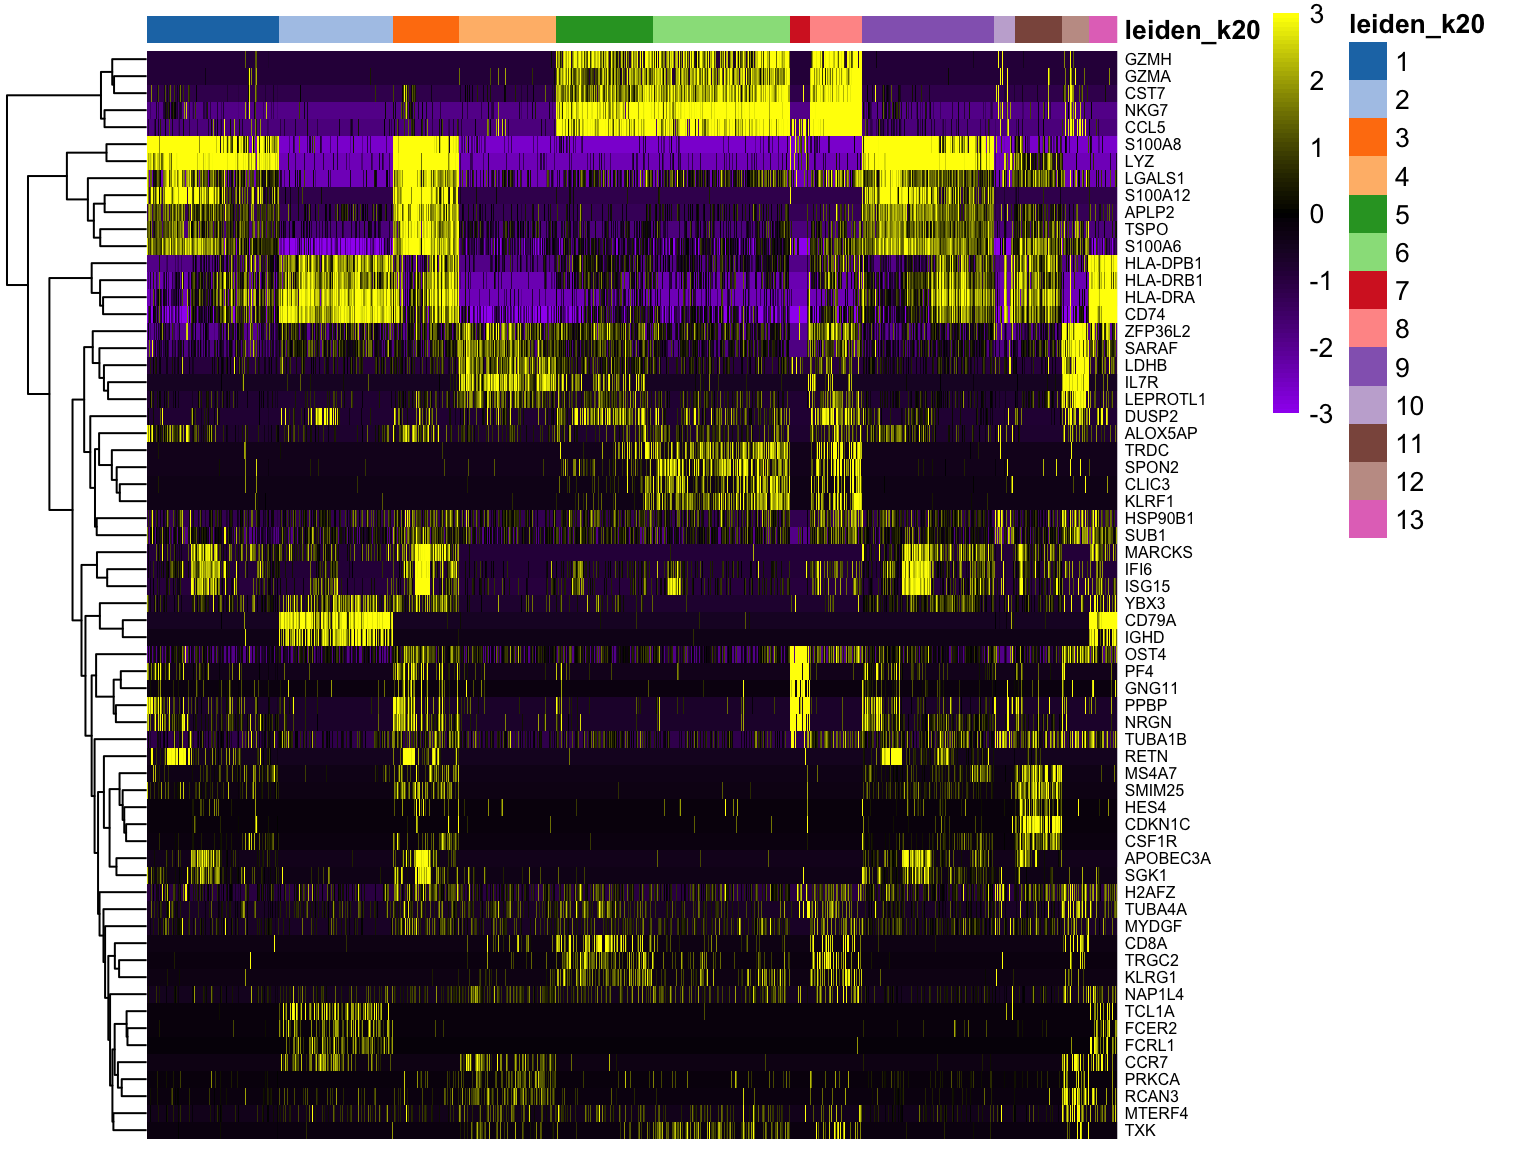 leiden_k20
GZMH
GZMA
CST7
NKG7
CCL5
S100A8
LYZ
LGALS1
S100A12
APLP2
TSPO
S100A6
HLA-DPB1
HLA-DRB1
HLA-DRA
CD74
ZFP36L2
SARAF
LDHB
IL7R
LEPROTL1
DUSP2
ALOX5AP
TRDC
SPON2
CLIC3
KLRF1
HSP90B1
SUB1
MARCKS
IFI6
ISG15
YBX3
CD79A
IGHD
OST4
PF4
GNG11
PPBP
NRGN
TUBA1B
RETN
MS4A7
SMIM25
HES4
CDKN1C
CSF1R
APOBEC3A
SGK1
H2AFZ
TUBA4A
MYDGF
CD8A
TRGC2
KLRG1
NAP1L4
TCL1A
FCER2
FCRL1
CCR7
PRKCA
RCAN3
MTERF4
TXK
3
2
1
0
-1
-2
-3
leiden_k20
1
2
3
4
5
6
7
8
9
10
11
12
13